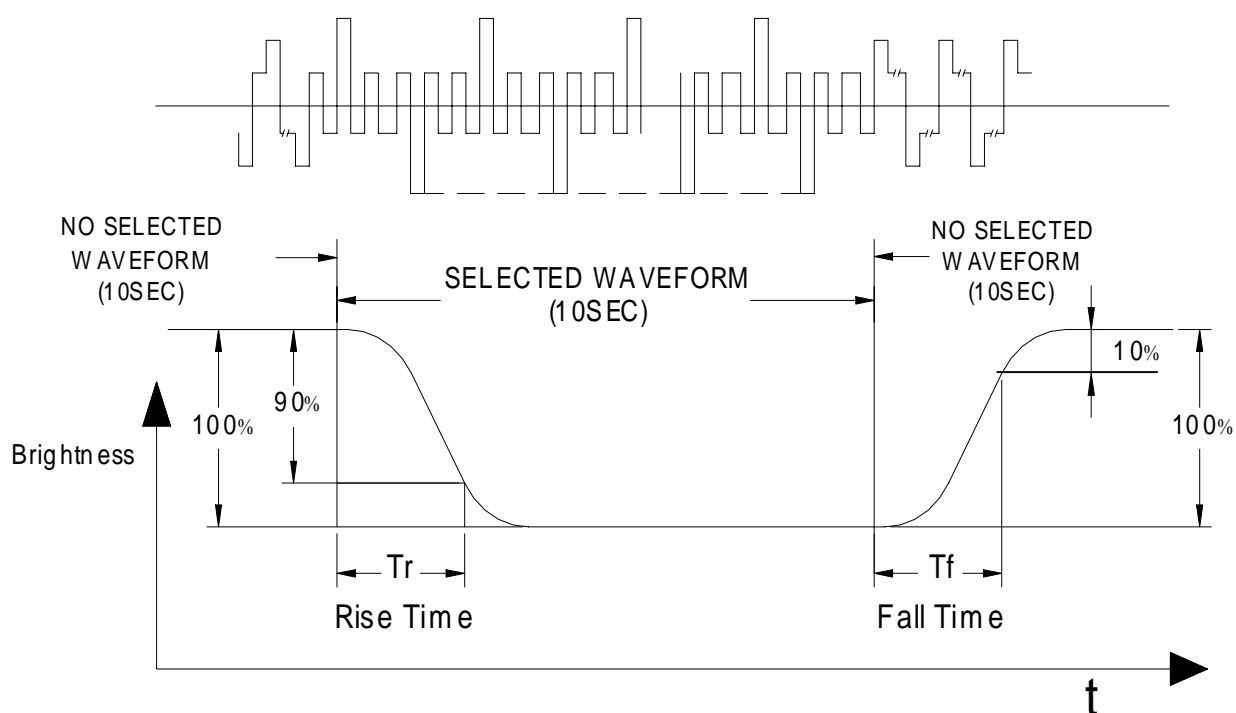 NO SELECTED
WAVEFORM
(10SEC)
SELECTED WAVEFORM
(10SEC)
NO SELECTED
WAVEFORM
(10SEC)
100%
90%
10%
100%
Brightness
Tr
Rise Time
Tf
Fall Time
t